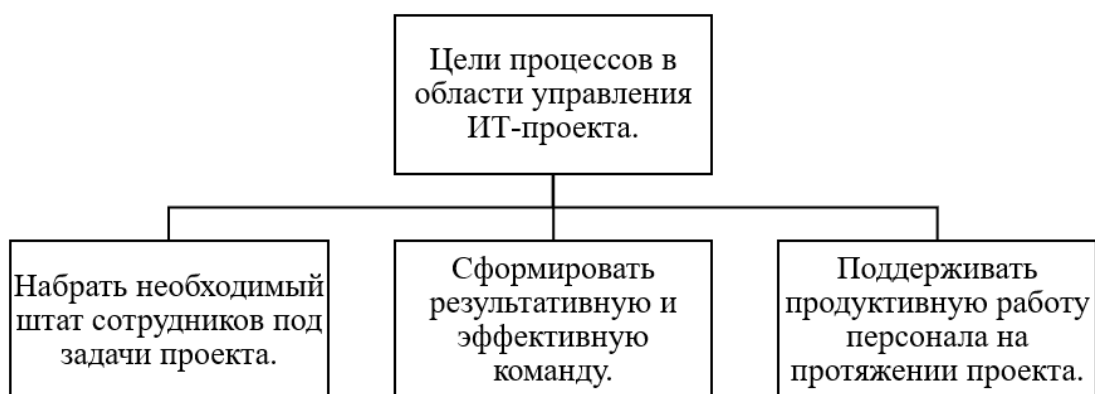 Цели процессов в
области управления
ИТ-проекта.
Набрать необходимый
штат сотрудников под
задачи проекта.
Сформировать
результативную и
эффективную
команду.
Поддерживать
продуктивную работу
персонала на
протяжении проекта.